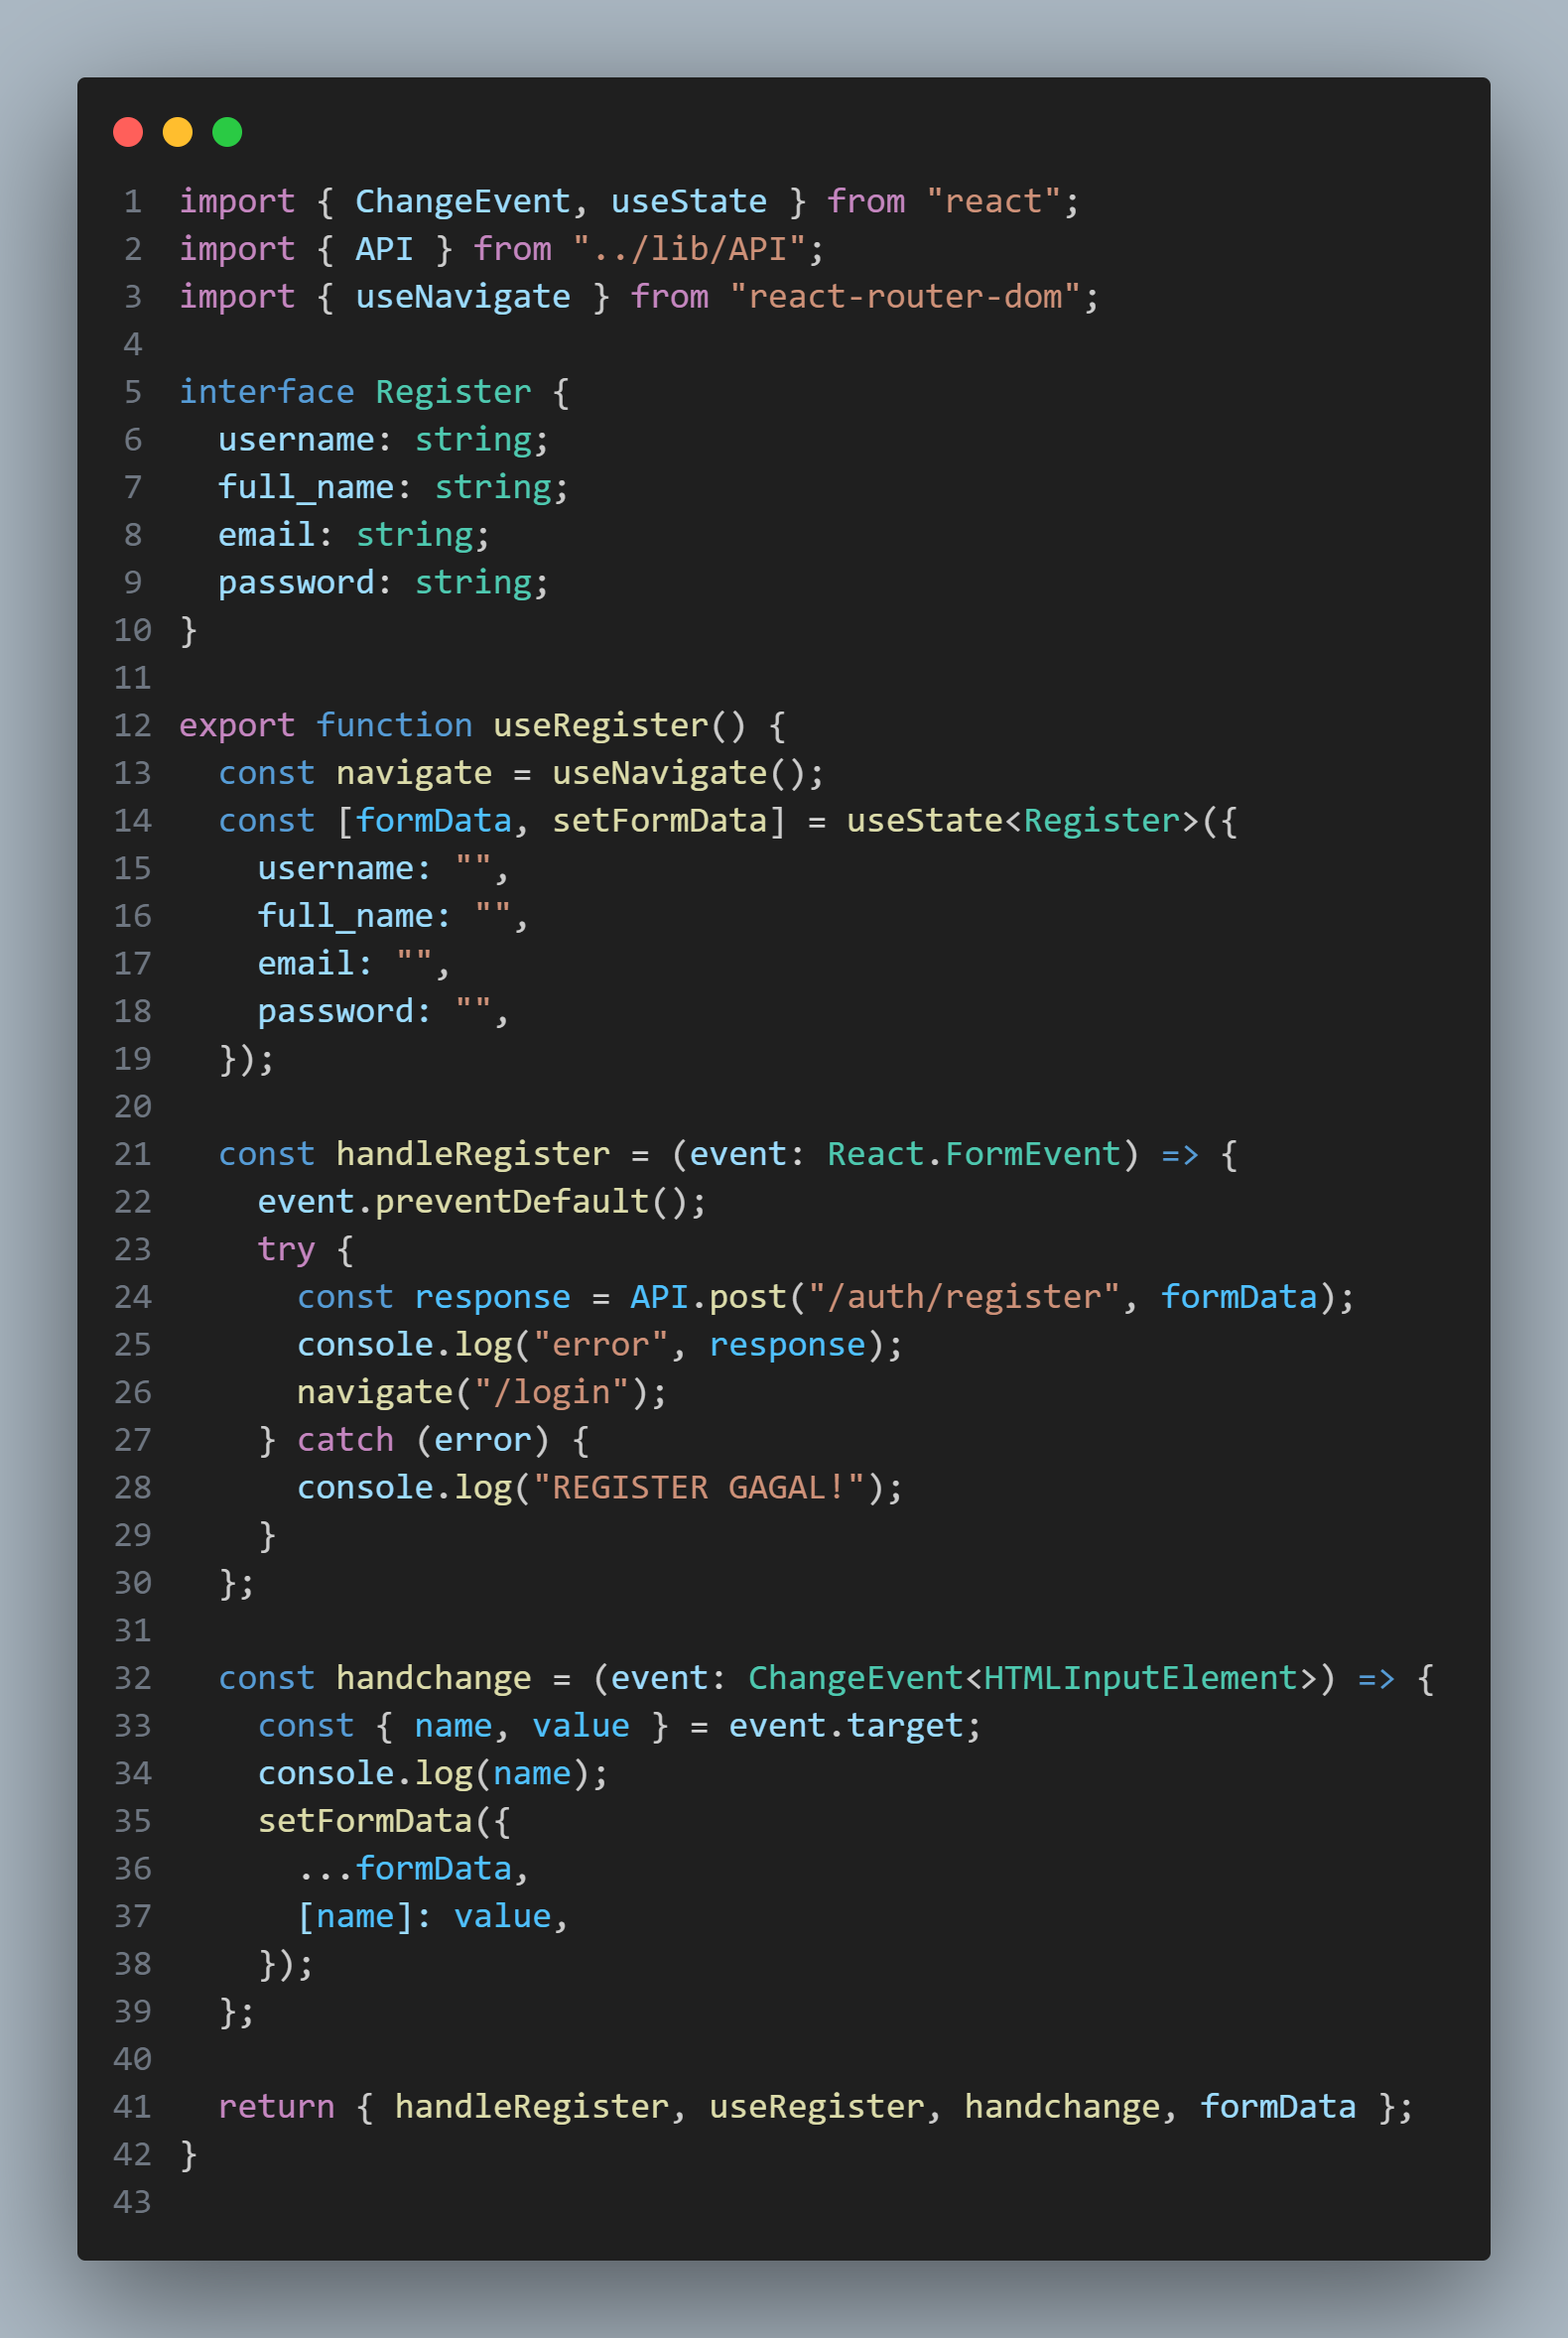 1 import { ChangeEvent, useState } from "react";
2 import { API } from "../lib/API";
3 import { useNavigate } from "react-router-dom";
4
5 interface Register {
6   username: string;
7   full_name: string;
8   email: string;
9   password: string;
10 }
11
12 export function useRegister() {
13   const navigate = useNavigate();
14   const [formData, setFormData] = useState<Register>({
15     username: "",
16     full_name: "",
17     email: "",
18     password: "",
19   });
20
21   const handleRegister = (event: React.FormEvent) => {
22     event.preventDefault();
23     try {
24       const response = API.post("/auth/register", formData);
25       console.log("error", response);
26       navigate("/login");
27     } catch (error) {
28       console.log("REGISTER GAGAL!");
29     }
30   };
31
32   const handchange = (event: ChangeEvent<HTMLInputElement>) => {
33     const { name, value } = event.target;
34     console.log(name);
35     setFormData({
36       ...formData,
37       [name]: value,
38     });
39   };
40
41   return { handleRegister, useRegister, handchange, formData };
42 }
43